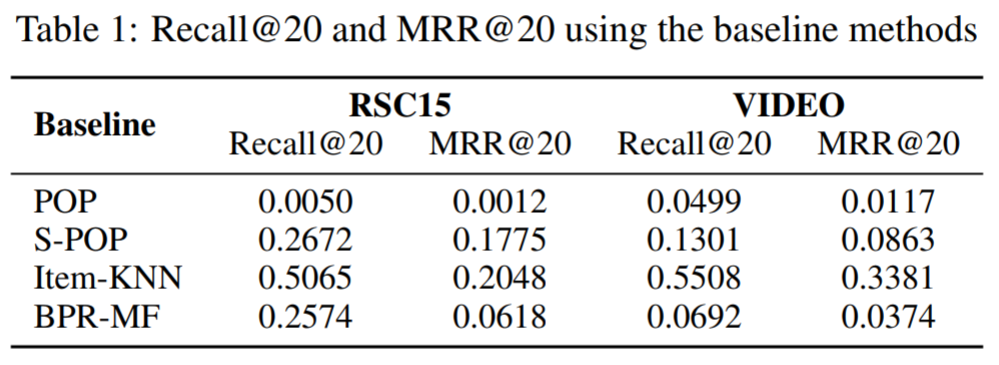 Table 1: Recall@20 and MRR@20 using the baseline methods
Baseline RSC15 VIDEO
Recall@20 MRR@20 Recall@20 MRR@20
POP 0.0050 0.0012 0.0499 0.0117
S-POP 0.2672 0.1775 0.1301 0.0863
Item-KNN 0.5065 0.2048 0.5508 0.3381
BPR-MF 0.2574 0.0618 0.0692 0.0374